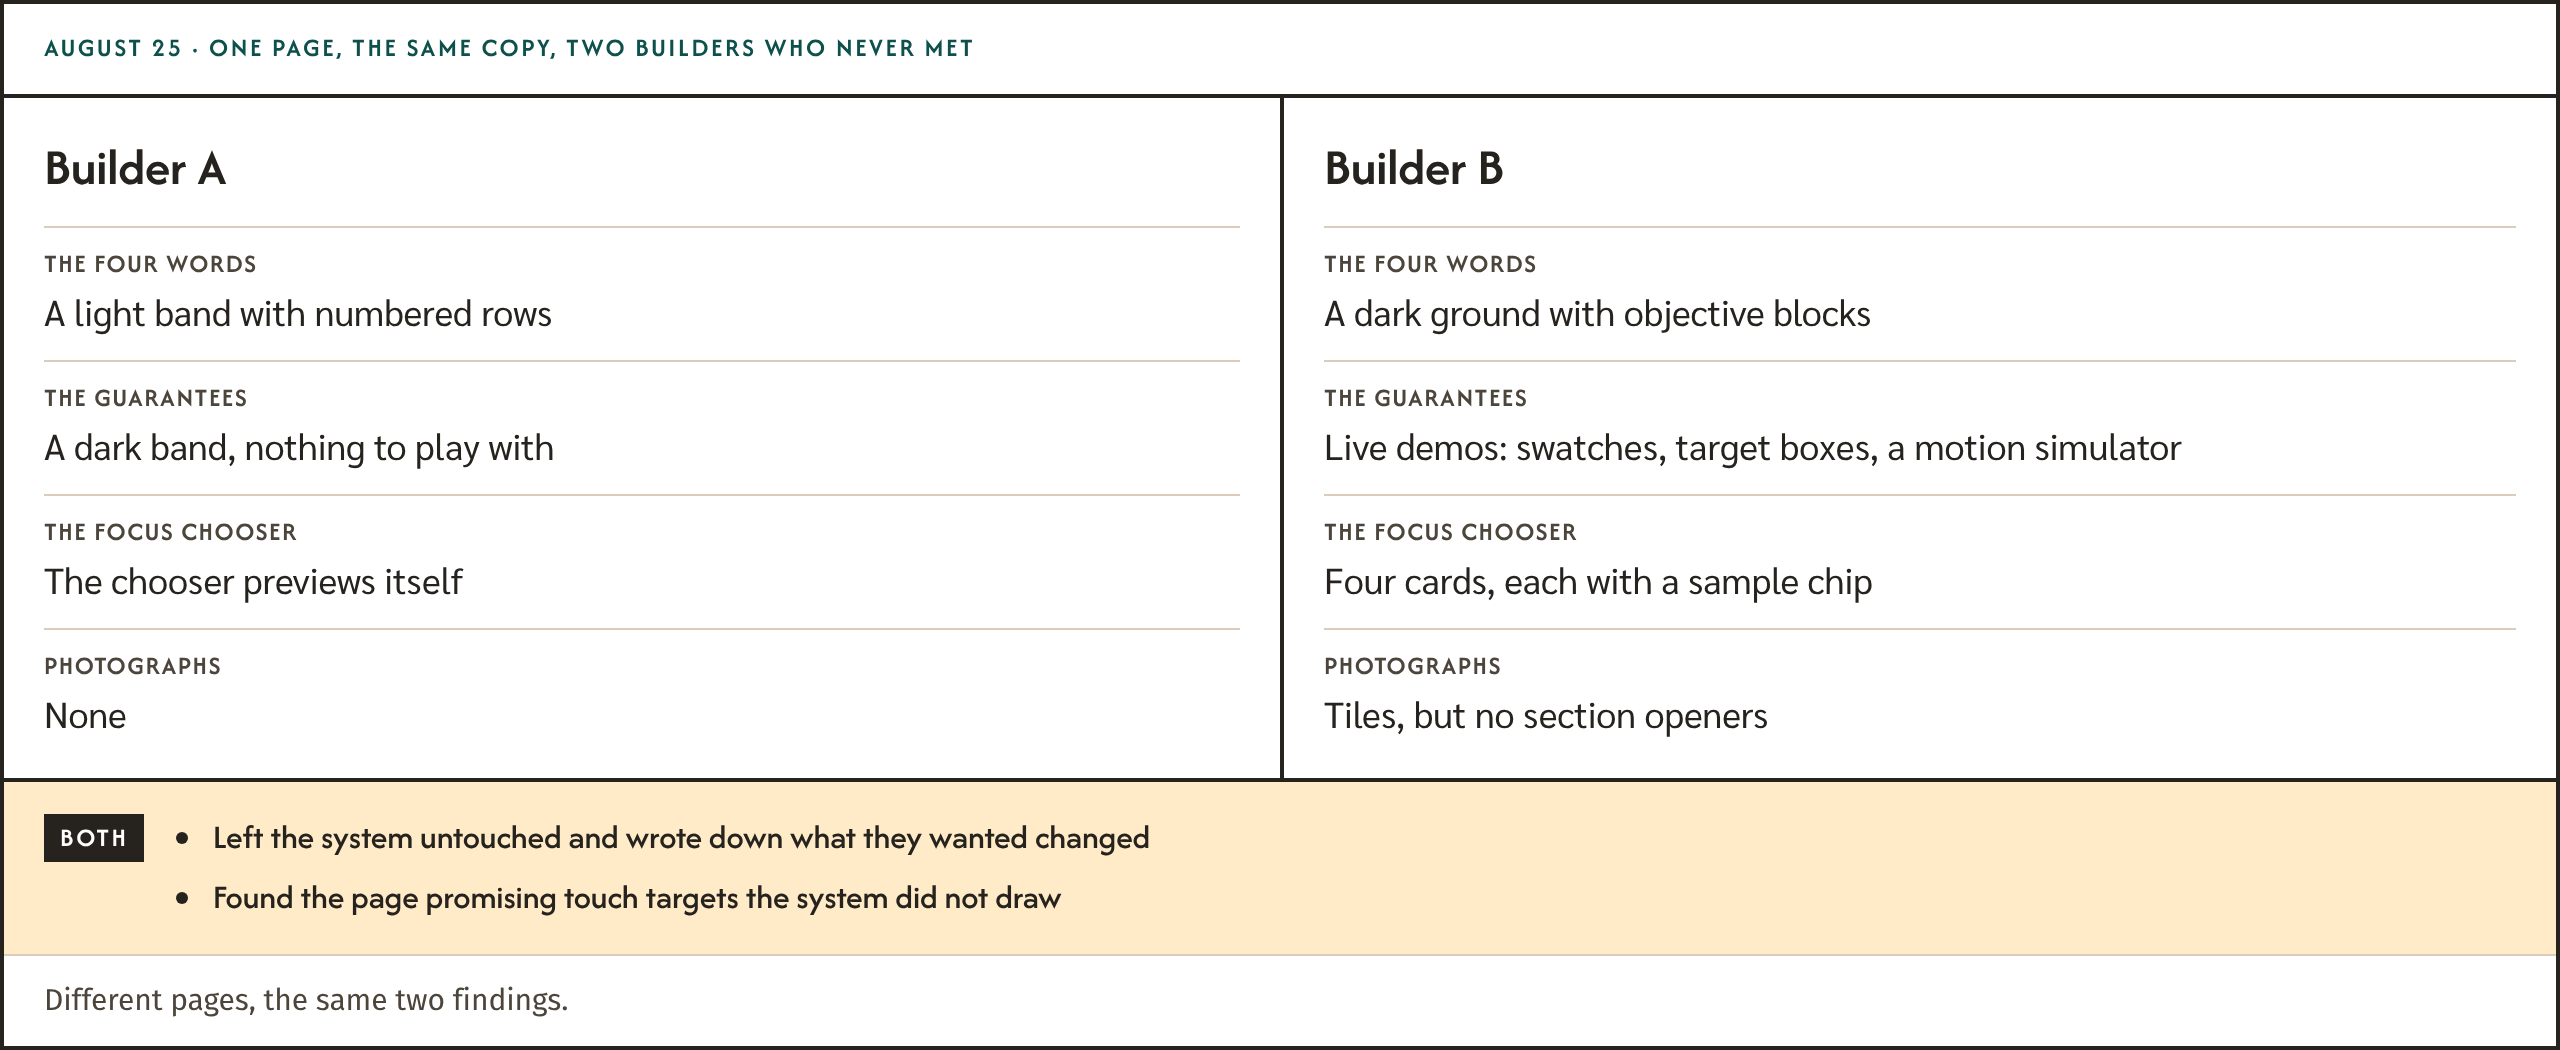 AUGUST 25 · ONE PAGE, THE SAME COPY, TWO BUILDERS WHO NEVER MET
Builder A
THE FOUR WORDS
A light band with numbered rows
THE GUARANTEES
A dark band, nothing to play with
THE FOCUS CHOOSER
The chooser previews itself
PHOTOGRAPHS
None
Builder B
THE FOUR WORDS
A dark ground with objective blocks
THE GUARANTEES
Live demos: swatches, target boxes, a motion simulator
THE FOCUS CHOOSER
Four cards, each with a sample chip
PHOTOGRAPHS
Tiles, but no section openers
BOTH
• Left the system untouched and wrote down what they wanted changed
• Found the page promising touch targets the system did not draw
Different pages, the same two findings.